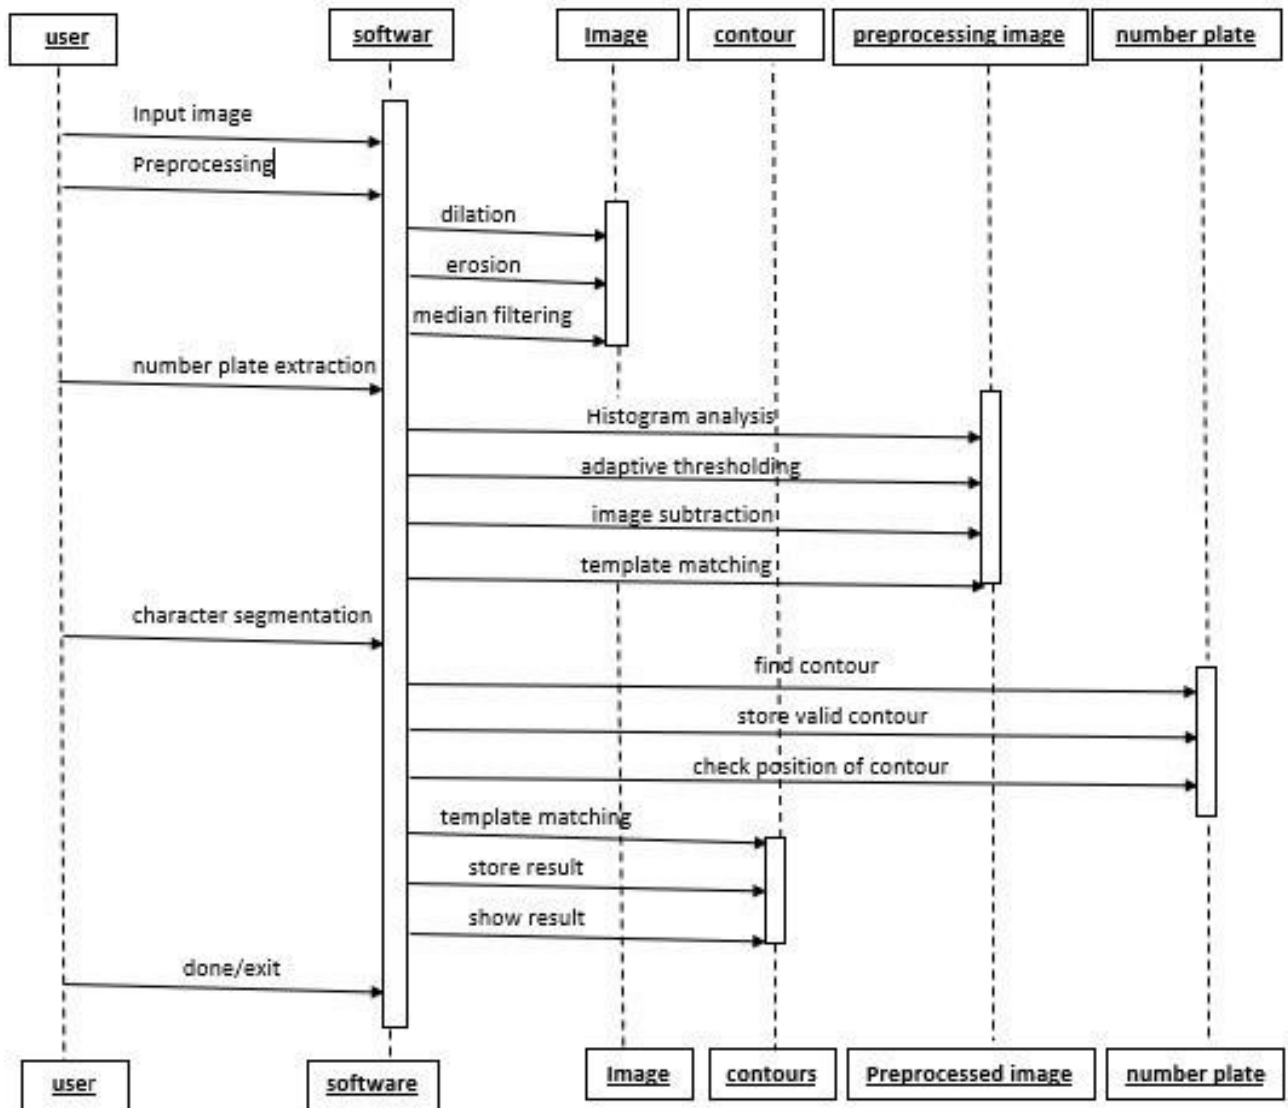 user
softwar
Image
contour
preprocessing image
number plate
Input image
Preprocessing
dilation
erosion
median filtering
number plate extraction
Histogram analysis
adaptive thresholding
image subtraction
template matching
character segmentation
find contour
store valid contour
check position of contour
template matching
store result
show result
done/exit
user
software
Image
contours
Preprocessed image
number plate